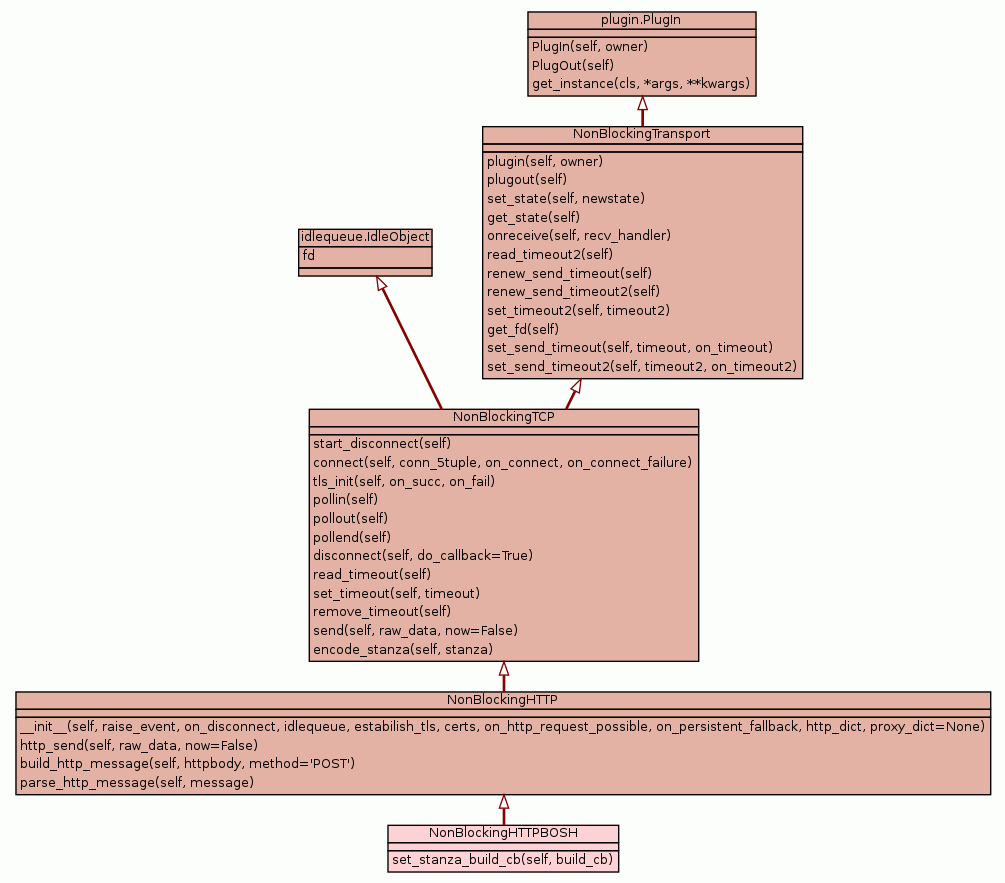 plugin.PlugIn
PlugIn(self, owner)
PlugOut(self)
get_instance(cls, *args, **kwargs)
NonBlockingTransport
plugin(self, owner)
plugout(self)
set_state(self, newstate)
get_state(self)
onreceive(self, recv_handler)
read_timeout2(self)
renew_send_timeout(self)
renew_send_timeout2(self)
set_timeout2(self, timeout2)
get_fd(self)
set_send_timeout(self, timeout, on_timeout)
set_send_timeout2(self, timeout2, on_timeout2)
idlequeue.IdleObject
fd
NonBlockingTCP
start_disconnect(self)
connect(self, conn_5tuple, on_connect, on_connect_failure)
tls_init(self, on_succ, on_fail)
pollin(self)
pollout(self)
pollend(self)
disconnect(self, do_callback=True)
read_timeout(self)
set_timeout(self, timeout)
remove_timeout(self)
send(self, raw_data, now=False)
encode_stanza(self, stanza)
NonBlockingHTTP
__init__(self, raise_event, on_disconnect, idlequeue, estabilish_tls, certs, on_http_request_possible, on_persistent_fallback, http_dict, proxy_dict=None)
http_send(self, raw_data, now=False)
build_http_message(self, httpbody, method='POST')
parse_http_message(self, message)
NonBlockingHTTPBOSH
set_stanza_build_cb(self, build_cb)